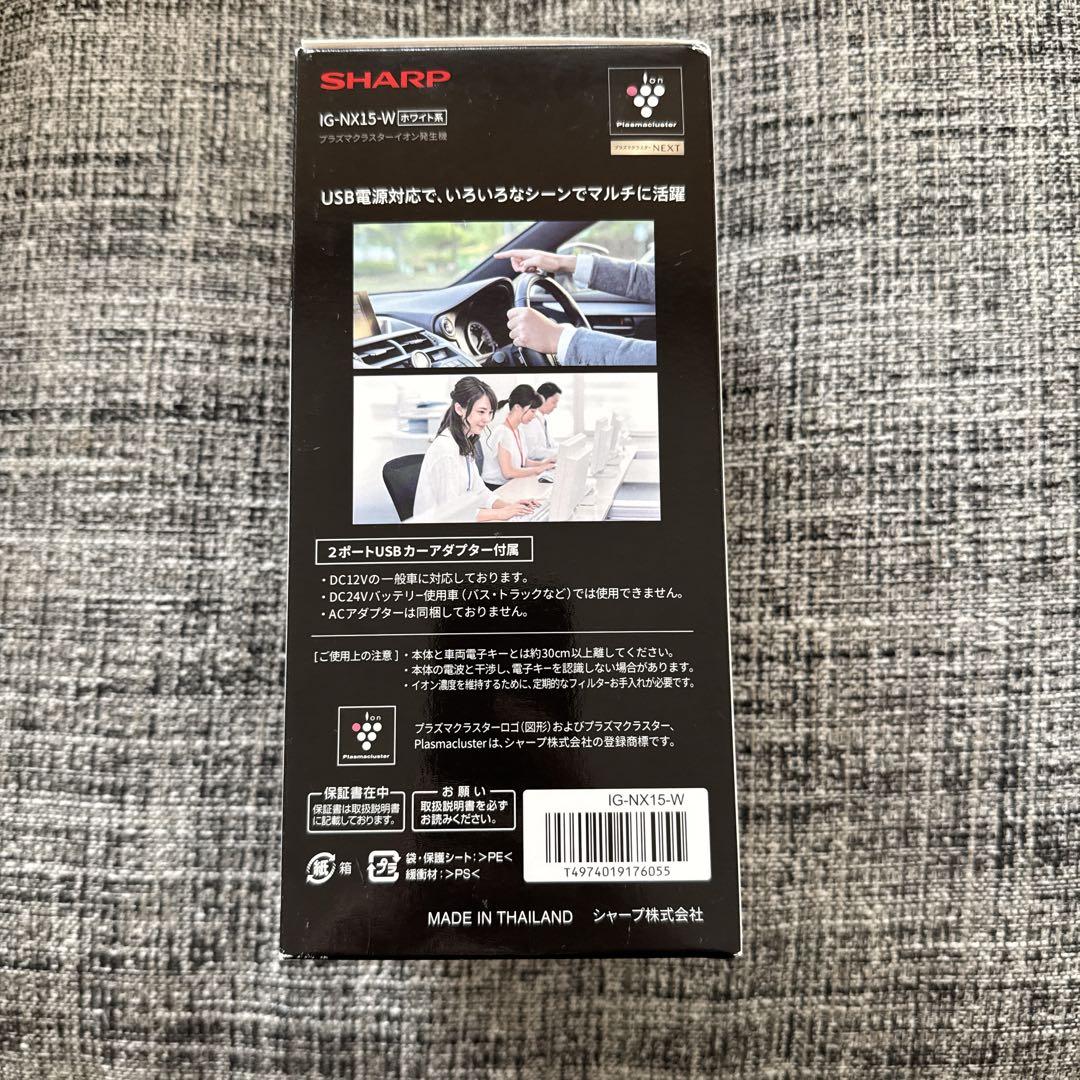 SHARP
IG-NX15-W ホワイト系
プラズマクラスターイオン発生機
Ion
Plasmacluster
プラズマクラスター NEXT
USB電源対応で、いろいろなシーンでマルチに活躍
2ポートUSBカーアダプター付属
・DC12Vの一般車に対応しております。
・DC24Vバッテリー使用車(バス・トラックなど)では使用できません。
・ACアダプターは同梱しておりません。
[ご使用上の注意]・本体と車両電子キーとは約30cm以上離してください。
・本体の電波と干渉し、電子キーを認識しない場合があります。
・イオン濃度を維持するために、定期的なフィルターお手入れが必要です。
Ion
Plasmacluster
プラズマクラスターロゴ(図形)およびプラズマクラスター、
Plasmaclusterは、シャープ株式会社の登録商標です。
保証書在中
保証書は取扱説明書
に記載しております。
お願い
取扱説明書を必ず
お読みください。
IG-NX15-W
T4974019176055
紙 箱
プラ 袋・保護シート:>PE<
緩衝材:>PS<
MADE IN THAILAND シャープ株式会社